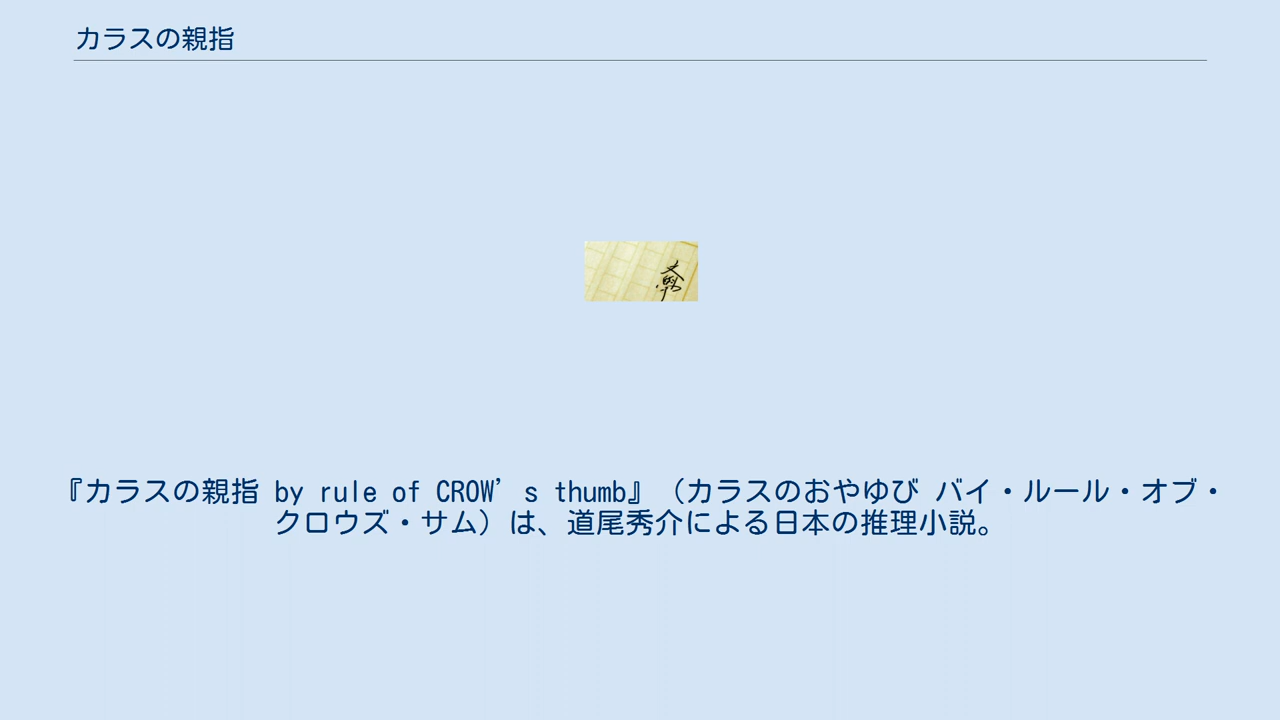 カラスの親指
『カラスの親指 by rule of CROW’s thumb』（カラスのおやゆび バイ・ルール・オブ・
クロウズ・サム）は、道尾秀介による日本の推理小説。